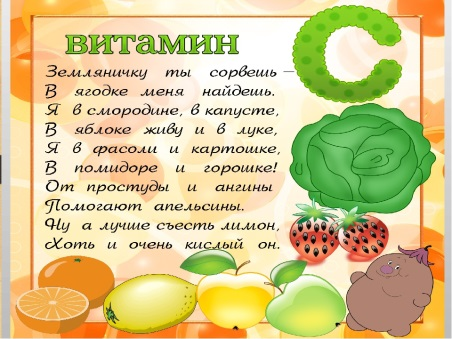 витамин С
Земляничку ты сорвешь –
В ягодке меня найдешь.
Я в смородине, в капусте,
В яблоке живу и в луке,
Я в фасоли и картошке,
В помидоре и горошке!
От простуды и ангины
Помогают апельсины.
Ну а лучше съесть лимон,
Хоть и очень кислый он.